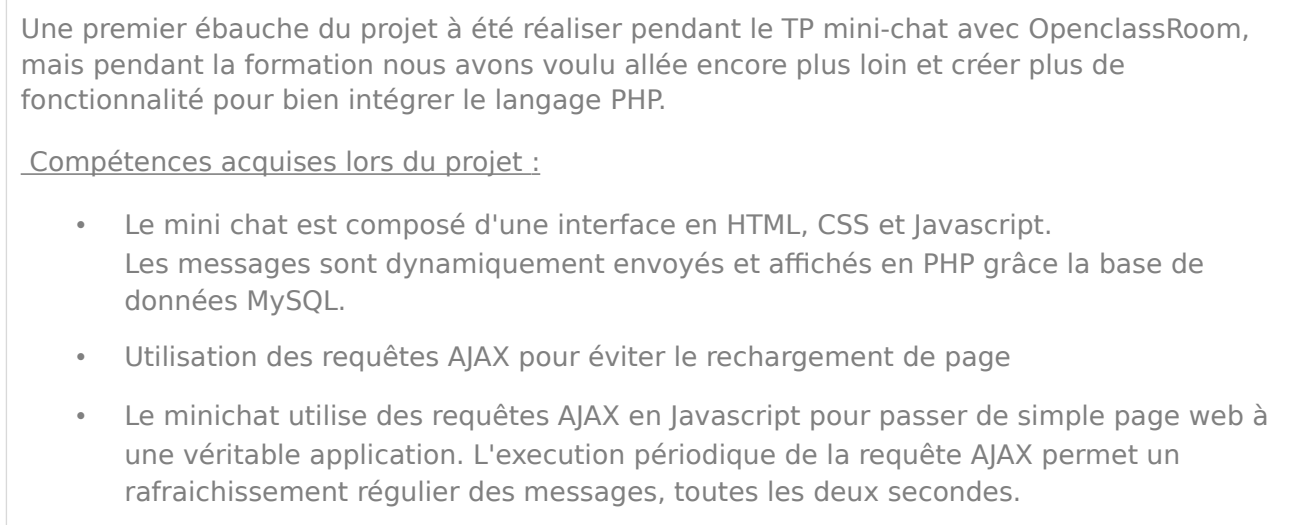 Une premier ébauche du projet à été réaliser pendant le TP mini-chat avec OpenclassRoom,
mais pendant la formation nous avons voulu allée encore plus loin et créer plus de
fonctionnalité pour bien intégrer le langage PHP.
Compétences acquises lors du projet :
• Le mini chat est composé d'une interface en HTML, CSS et Javascript.
Les messages sont dynamiquement envoyés et affichés en PHP grâce la base de
données MySQL.
• Utilisation des requêtes AJAX pour éviter le rechargement de page
• Le minichat utilise des requêtes AJAX en Javascript pour passer de simple page web à
une véritable application. L'execution périodique de la requête AJAX permet un
rafraichissement régulier des messages, toutes les deux secondes.